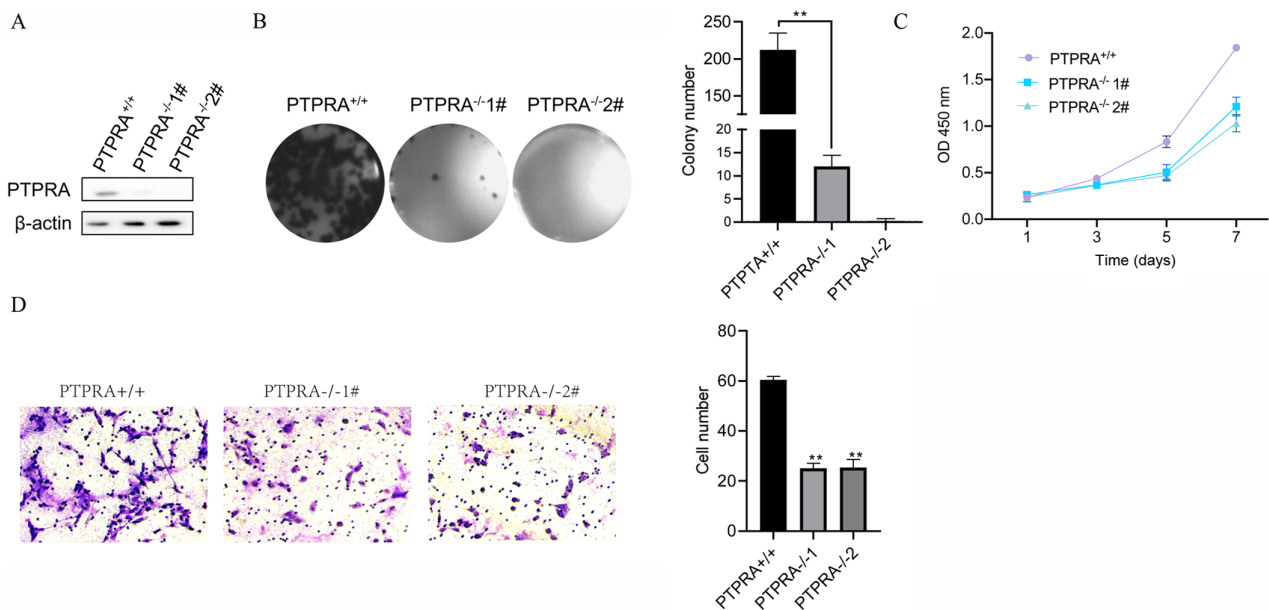 A
PTPRA+/+
PTPRA-/-1#
PTPRA-/-2#
PTPRA
β-actin
B
PTPRA+/+
PTPRA-/-1#
PTPRA-/-2#
Colony number
250
200
150
100
20
15
10
5
0
**
PTPTA+/+
PTPRA-/-1
PTPRA-/-2
C
OD 450 nm
2.0
1.5
1.0
0.5
0.0
PTPRA+/+
PTPRA-/- 1#
PTPRA-/- 2#
1
3
5
7
Time (days)
D
PTPRA+/+
PTPRA-/-1#
PTPRA-/-2#
Cell number
80
60
40
20
0
**
**
PTPRA+/+
PTPRA-/-1
PTPRA-/-2